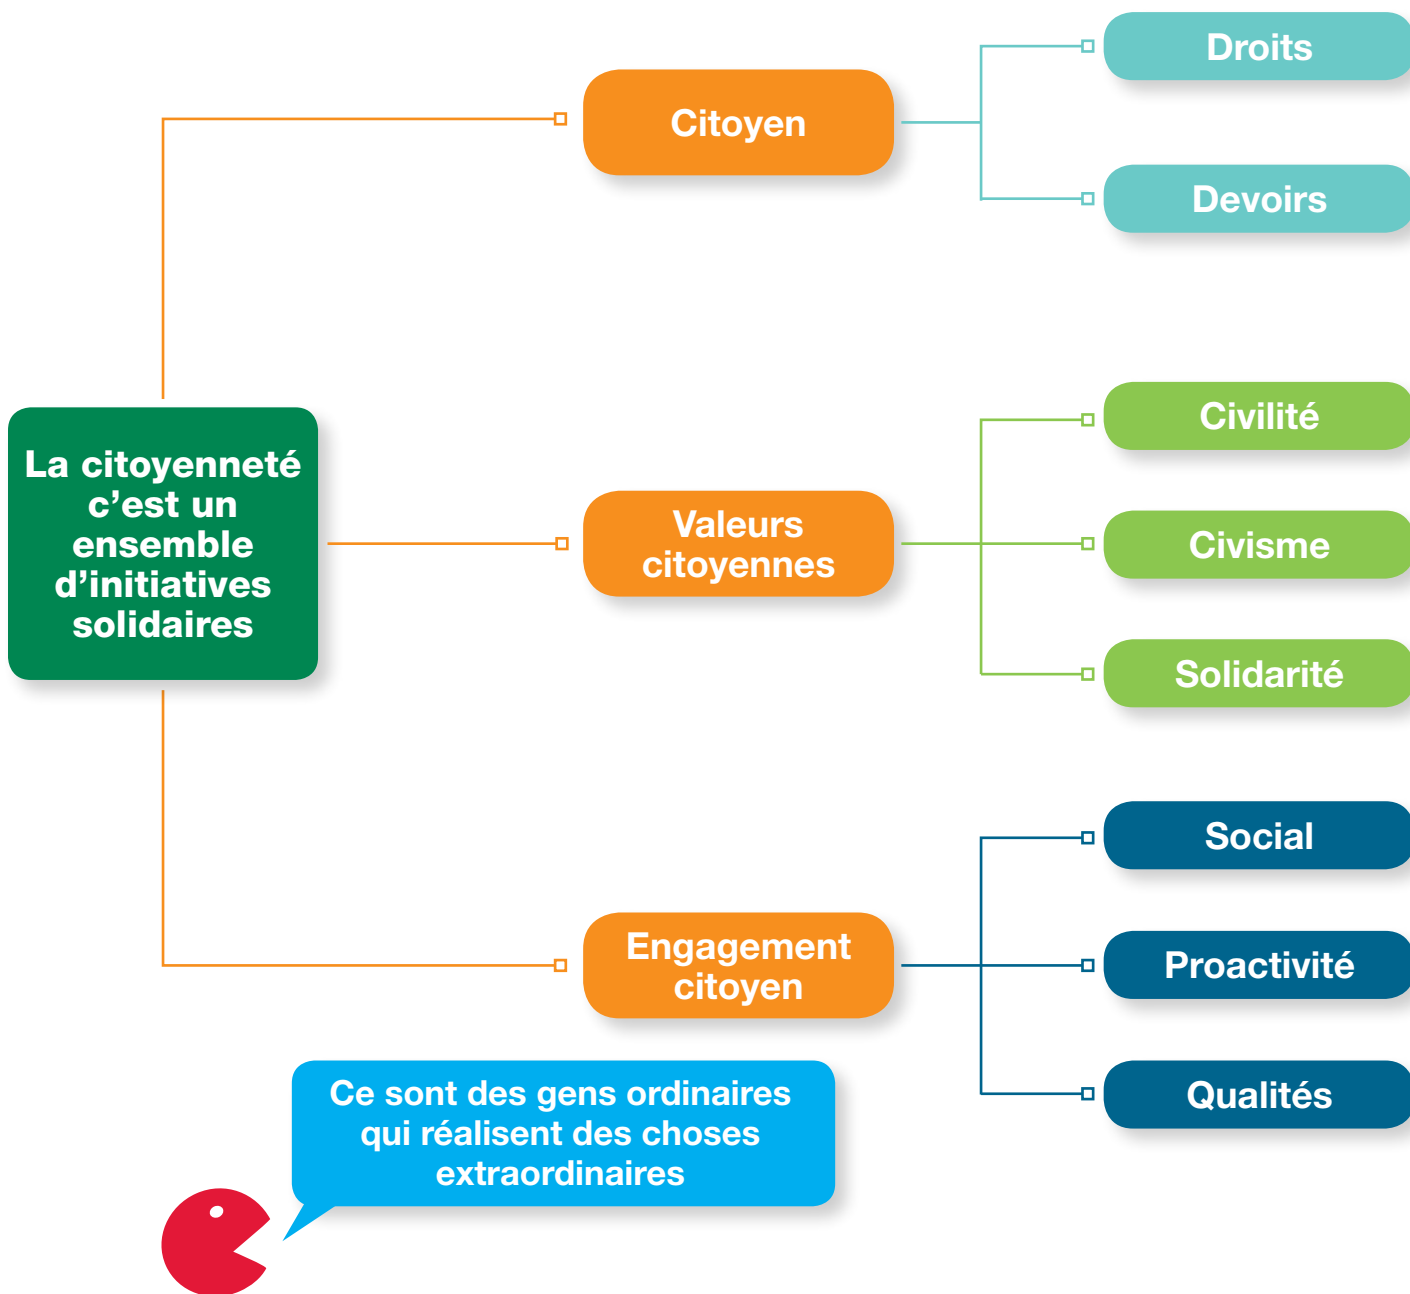 Droits
Citoyen
Devoirs
La citoyenneté
c’est un
ensemble
d’initiatives
solidaires
Valeurs
citoyennes
Civilité
Civisme
Solidarité
Engagement
citoyen
Social
Proactivité
Qualités
Ce sont des gens ordinaires
qui réalisent des choses
extraordinaires